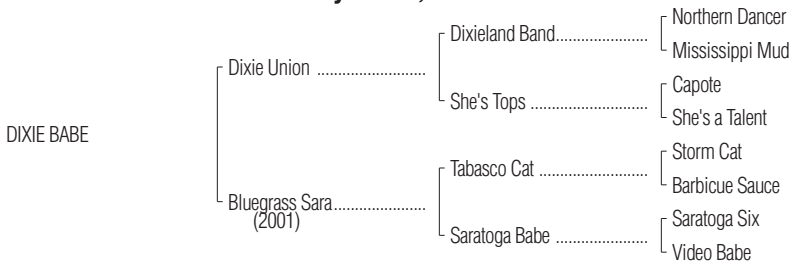 Northern Dancer
Dixieland Band............................
Mississippi Mud
Dixie Union ................................
Capote
She's Tops ...................................
She's a Talent
DIXIE BABE
Storm Cat
Tabasco Cat ................................
Barbicue Sauce
Bluegrass Sara...........................
(2001)
Saratoga Six
Saratoga Babe ...........................
Video Babe